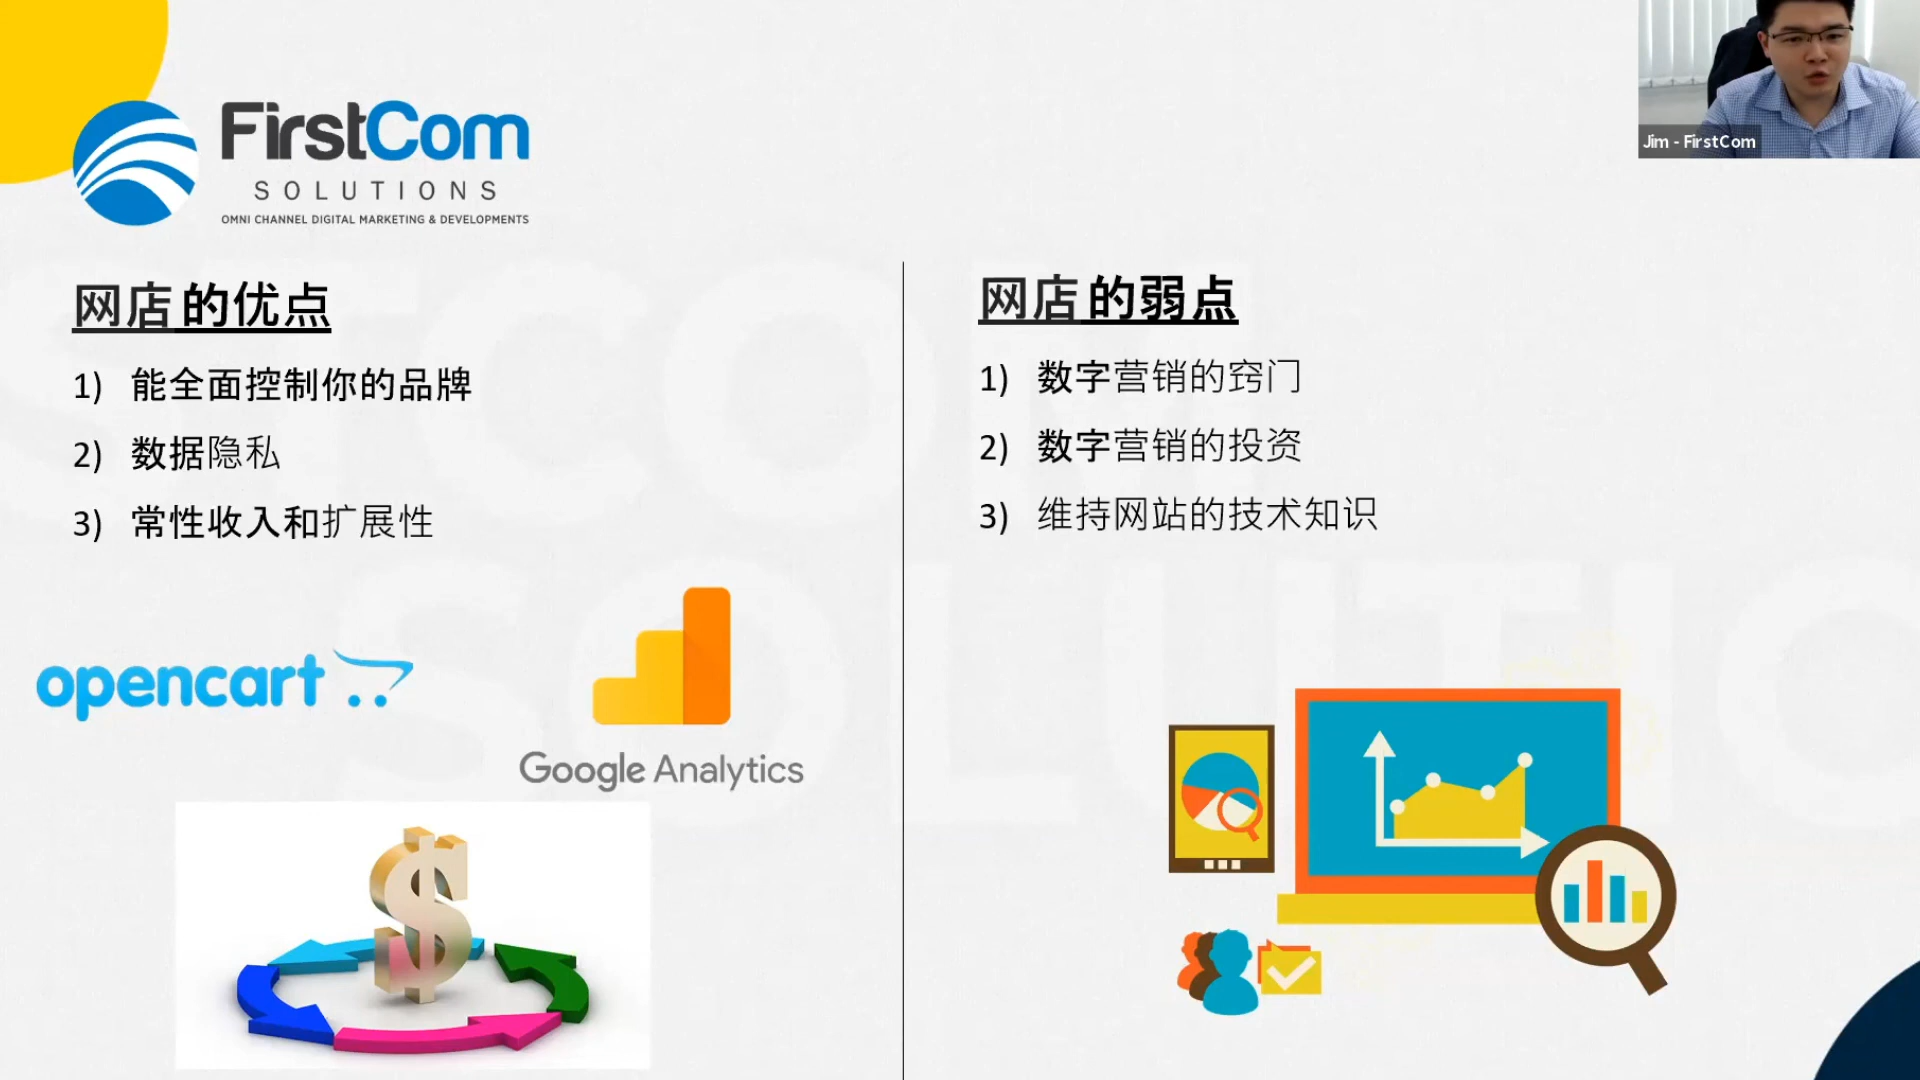 FirstCom
SOLUTIONS
OMNI CHANNEL DIGITAL MARKETING & DEVELOPMENTS
Jim - FirstCom
网店的优点
1) 能全面控制你的品牌
2) 数据隐私
3) 常性收入和扩展性
opencart
Google Analytics
网店的弱点
1) 数字营销的窍门
2) 数字营销的投资
3) 维持网站的技术知识
STCOM
SOLUTIO